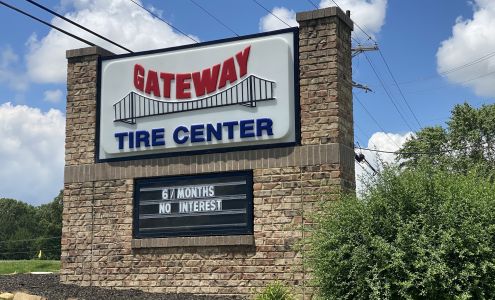 GATEWAY
TIRE CENTER
6/MONTHS
NO INTEREST